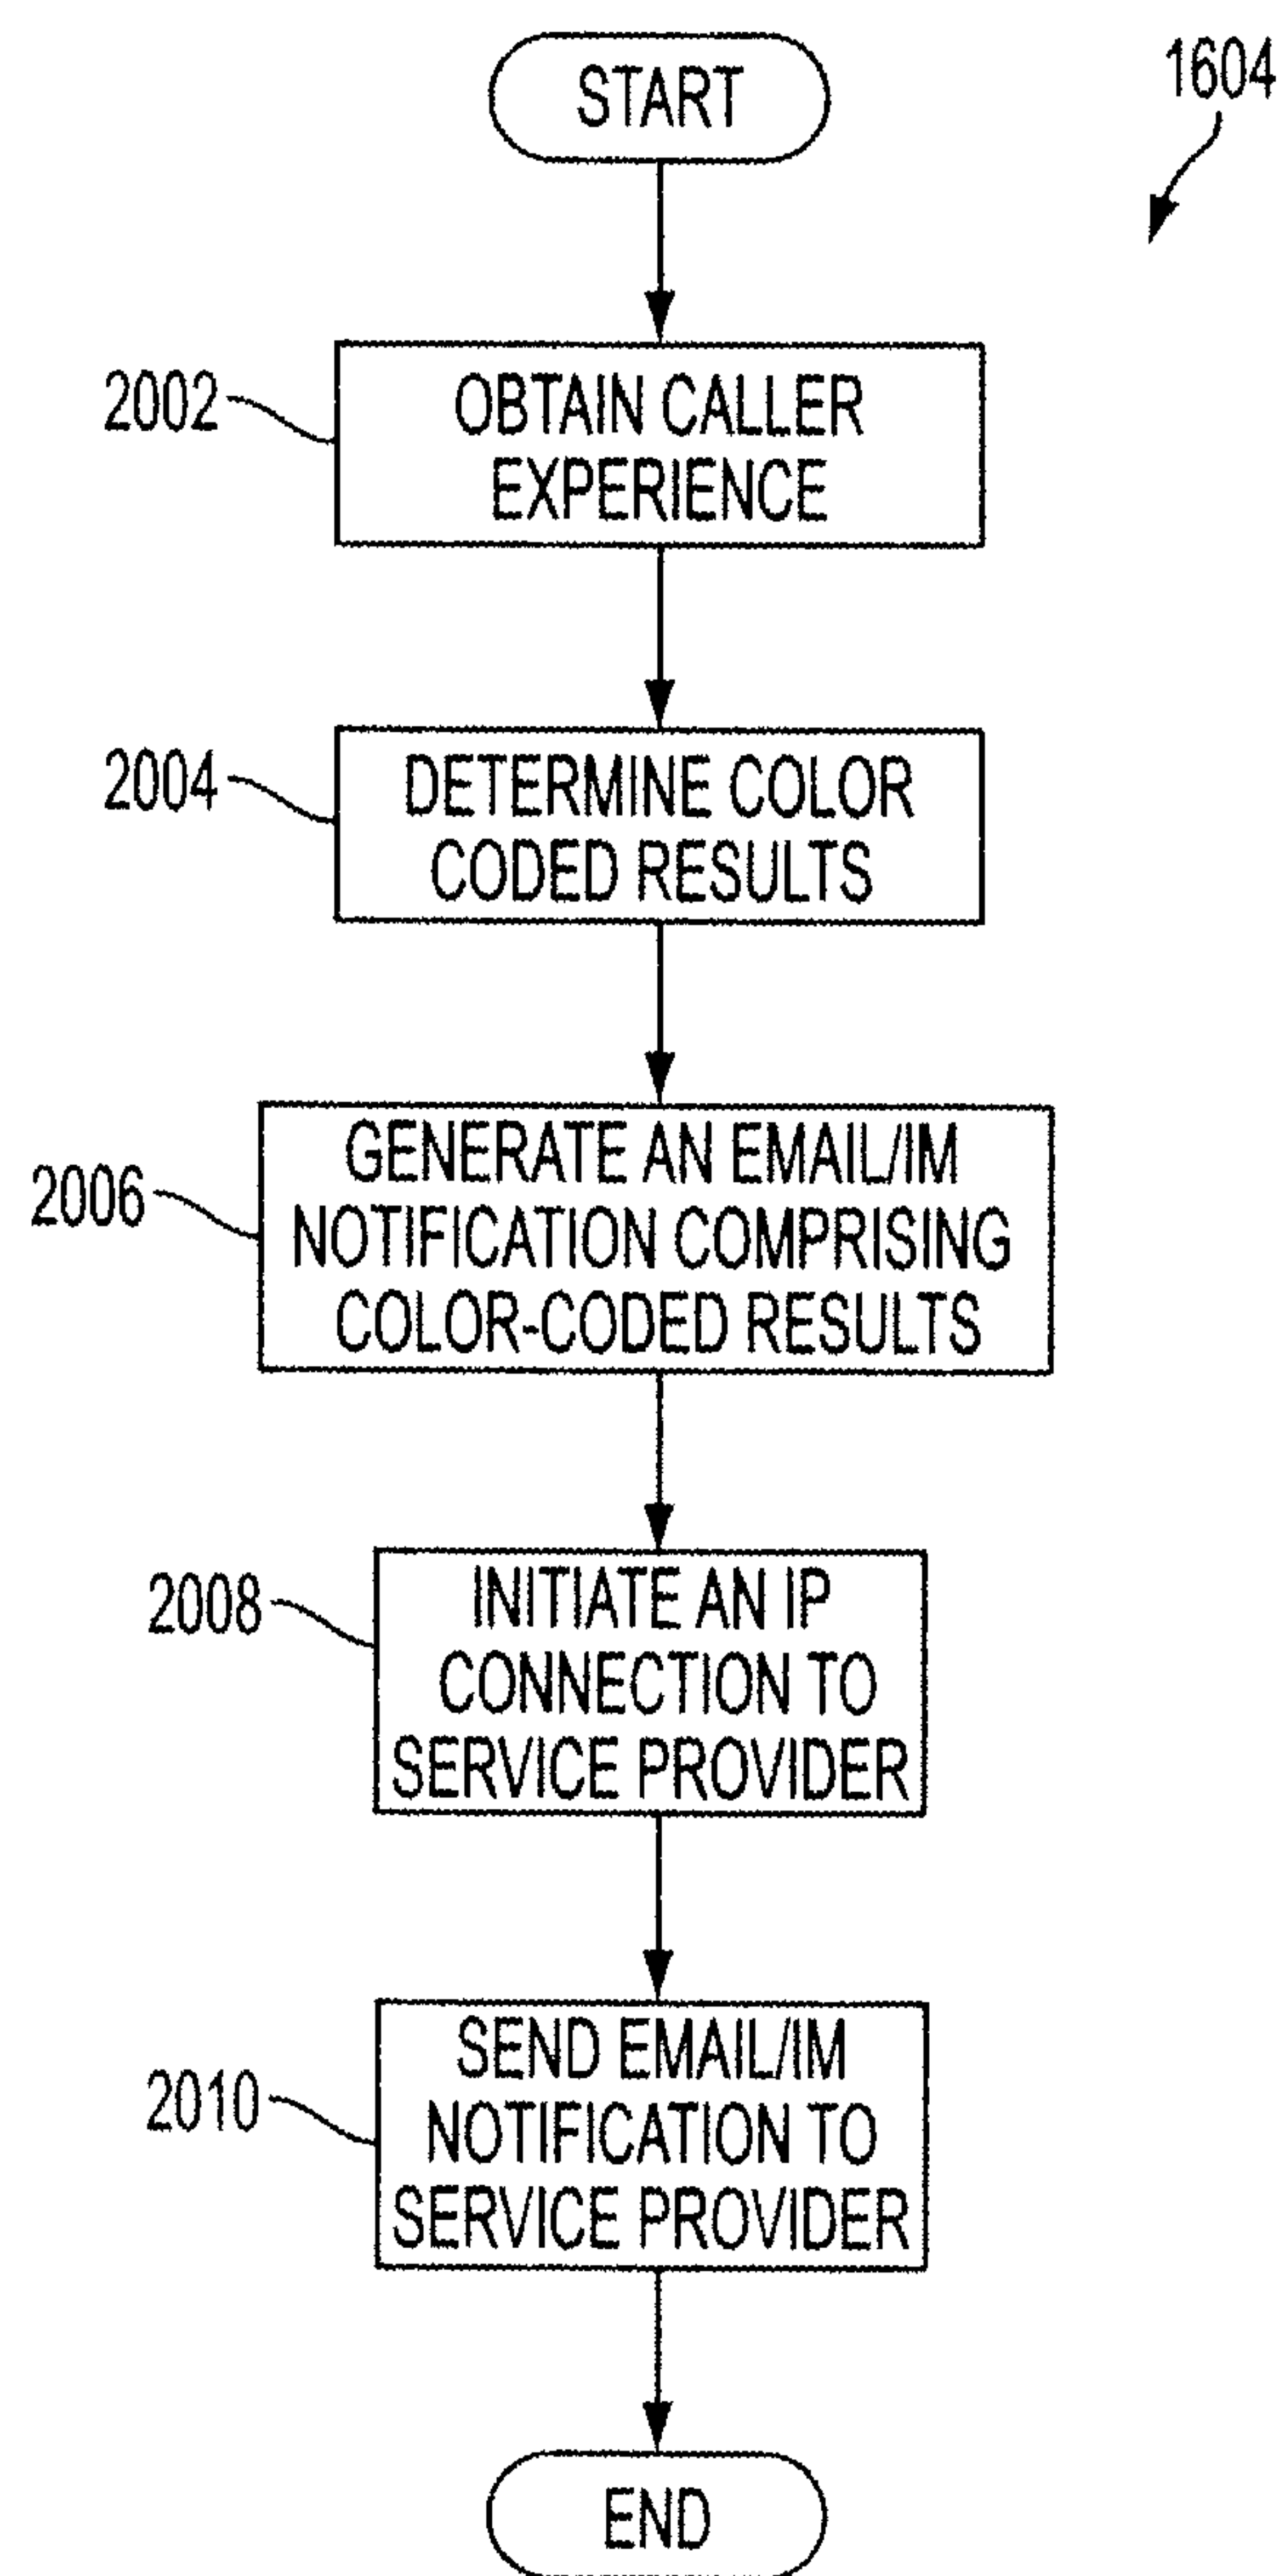 START
1604
2002
OBTAIN CALLER
EXPERIENCE
2004
DETERMINE COLOR
CODED RESULTS
2006
GENERATE AN EMAIL/IM
NOTIFICATION COMPRISING
COLOR-CODED RESULTS
2008
INITIATE AN IP
CONNECTION TO
SERVICE PROVIDER
2010
SEND EMAIL/IM
NOTIFICATION TO
SERVICE PROVIDER
END